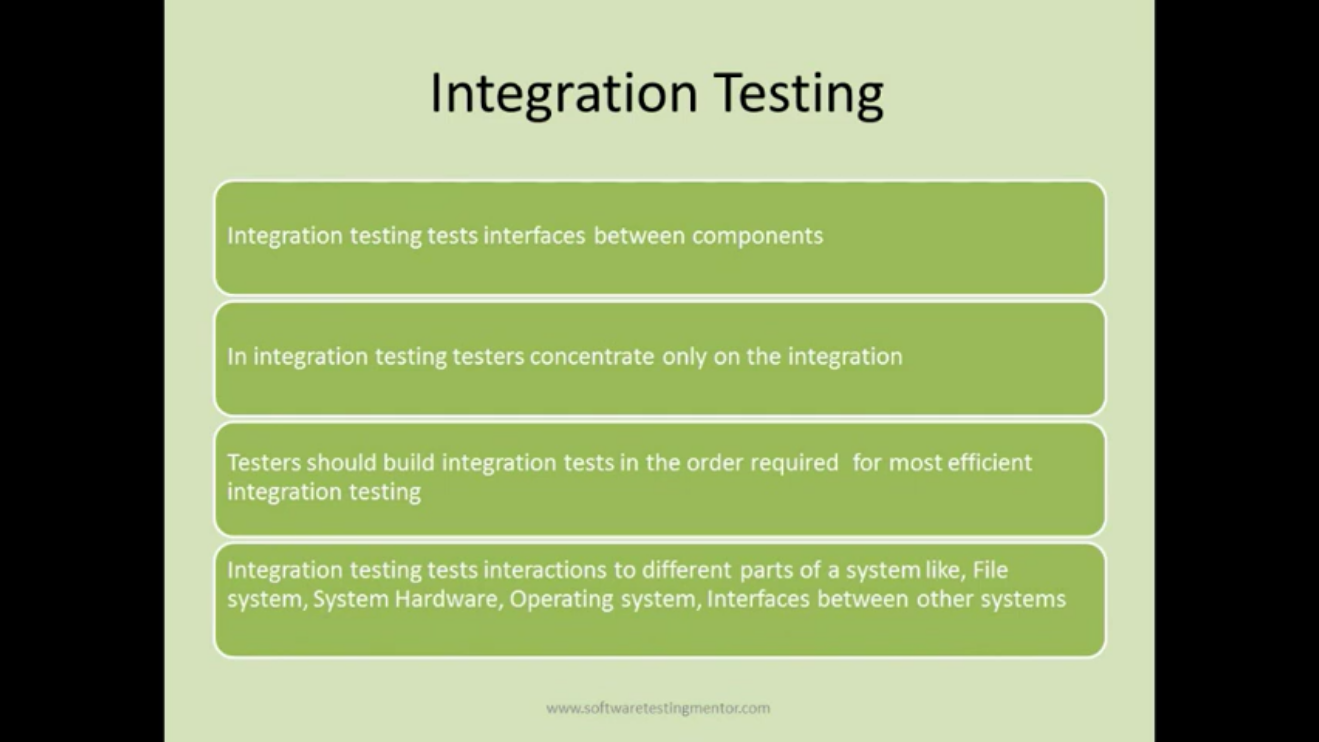 Integration Testing
Integration testing tests interfaces between components
In integration testing testers concentrate only on the integration
Testers should build integration tests in the order required  for most efficient
integration testing
Integration testing tests interactions to different parts of a system like, File
system, System Hardware, Operating system, Interfaces between other systems
www.softwaretestingmentor.com